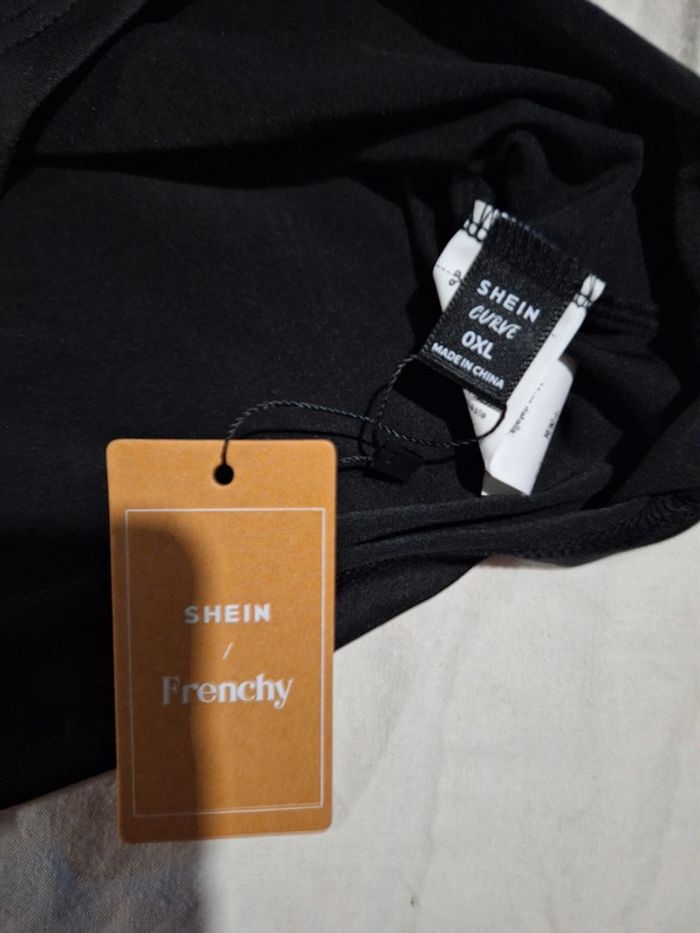 SHEIN
CURVE
0XL
MADE IN CHINA
SHEIN
/
Frenchy